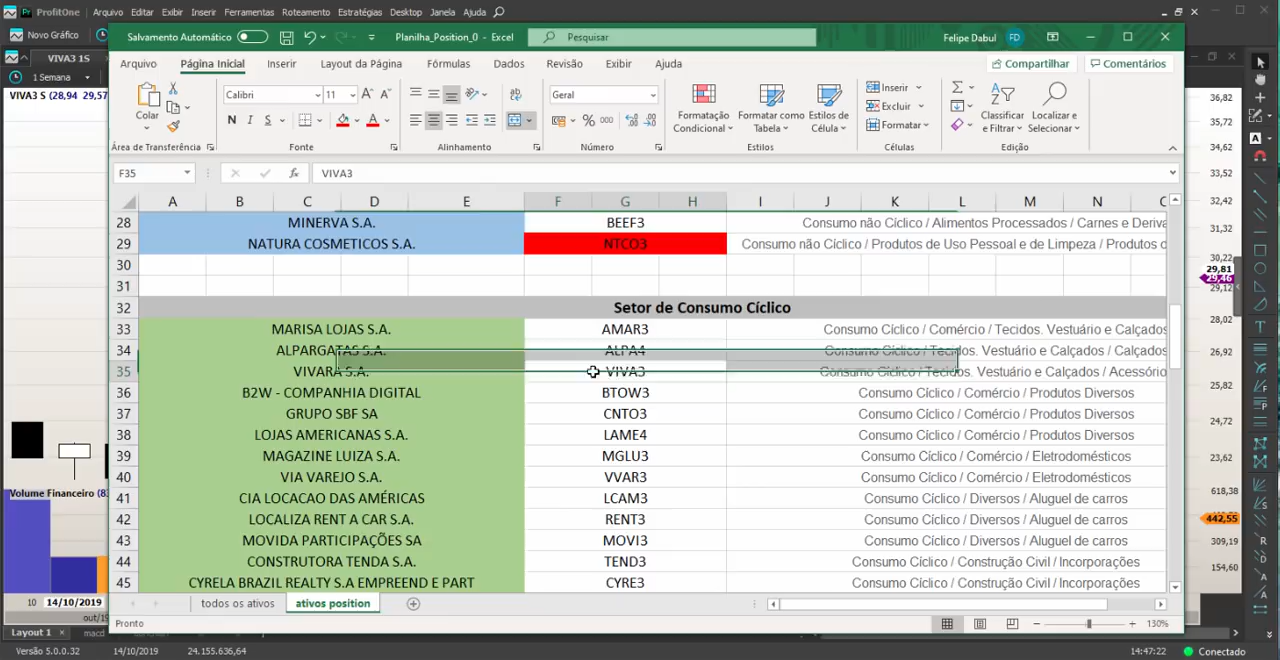 ProfitOne Arquivo Editar Exibir Inserir Ferramentas Roteamento Estratégias Desktop Janela Ajuda
Novo Gráfico
VIVA3 1S
1 Semana
VIVA3 S (28,94 29,57
Salvamento Automático Planilha_Position_0 - Excel Pesquisar Felipe Dabul FD
Arquivo Página Inicial Inserir Layout da Página Fórmulas Dados Revisão Exibir Ajuda Compartilhar Comentários
Colar
Calibri 11
N I S
Geral
% 000
Formatação Condicional
Formatar como Tabela
Estilos de Célula
Inserir
Excluir
Formatar
Classificar e Filtrar
Localizar e Selecionar
Área de Transferência Fonte Alinhamento Número Estilos Células Edição
F35 fx VIVA3
A B C D E F G H I J K L M N
28 MINERVA S.A. BEEF3 Consumo não Cíclico / Alimentos Processados / Carnes e Deriva
29 NATURA COSMETICOS S.A. NTCO3 Consumo não Cíclico / Produtos de Uso Pessoal e de Limpeza / Produtos
30
31
32 Setor de Consumo Cíclico
33 MARISA LOJAS S.A. AMAR3 Consumo Cíclico / Comércio / Tecidos. Vestuário e Calçados
34 ALPARGATAS S.A. ALPA4 Consumo Cíclico / Tecidos. Vestuário e Calçados / Calçados
35 VIVARA S.A. VIVA3 Consumo Cíclico / Tecidos. Vestuário e Calçados / Acessório
36 B2W - COMPANHIA DIGITAL BTOW3 Consumo Cíclico / Comércio / Produtos Diversos
37 GRUPO SBF SA CNTO3 Consumo Cíclico / Comércio / Produtos Diversos
38 LOJAS AMERICANAS S.A. LAME4 Consumo Cíclico / Comércio / Produtos Diversos
39 MAGAZINE LUIZA S.A. MGLU3 Consumo Cíclico / Comércio / Eletrodomésticos
40 VIA VAREJO S.A. VVAR3 Consumo Cíclico / Comércio / Eletrodomésticos
41 CIA LOCACAO DAS AMÉRICAS LCAM3 Consumo Cíclico / Diversos / Aluguel de carros
42 LOCALIZA RENT A CAR S.A. RENT3 Consumo Cíclico / Diversos / Aluguel de carros
43 MOVIDA PARTICIPAÇÕES SA MOVI3 Consumo Cíclico / Diversos / Aluguel de carros
44 CONSTRUTORA TENDA S.A. TEND3 Consumo Cíclico / Construção Civil / Incorporações
45 CYRELA BRAZIL REALTY S.A EMPREEND E PART CYRE3 Consumo Cíclico / Construção Civil / Incorporações
todos os ativos ativos position
Pronto 130%
36,82
35,72
34,62
33,52
32,42
31,32
30,22
29,81
29,46
29,12
28,02
26,92
25,82
24,72
23,62
618,38
442,55
309,19
154,60
Volume Financeiro (8
10 14/10/2019 out/19
Layout 1 macd
Versão 5.0.0.32 14/10/2019 24.155.636,64 14:47:22 Conectado